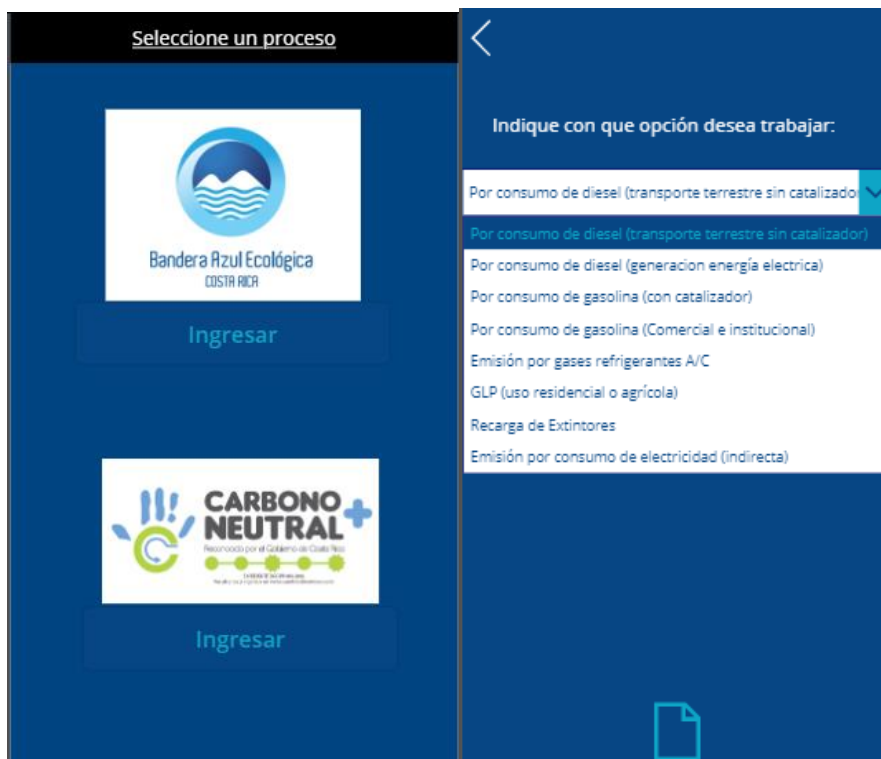 Seleccione un proceso
Bandera Azul Ecológica
COSTA RICA
Ingresar
CARBONO
NEUTRAL+
Reconocida por el Gobierno de Costa Rica
Ingresar
Indique con que opción desea trabajar:
Por consumo de diesel (transporte terrestre sin catalizado
Por consumo de diesel (transporte terrestre sin catalizador)
Por consumo de diesel (generacion energía electrica)
Por consumo de gasolina (con catalizador)
Por consumo de gasolina (Comercial e institucional)
Emisión por gases refrigerantes A/C
GLP (uso residencial o agrícola)
Recarga de Extintores
Emisión por consumo de electricidad (indirecta)